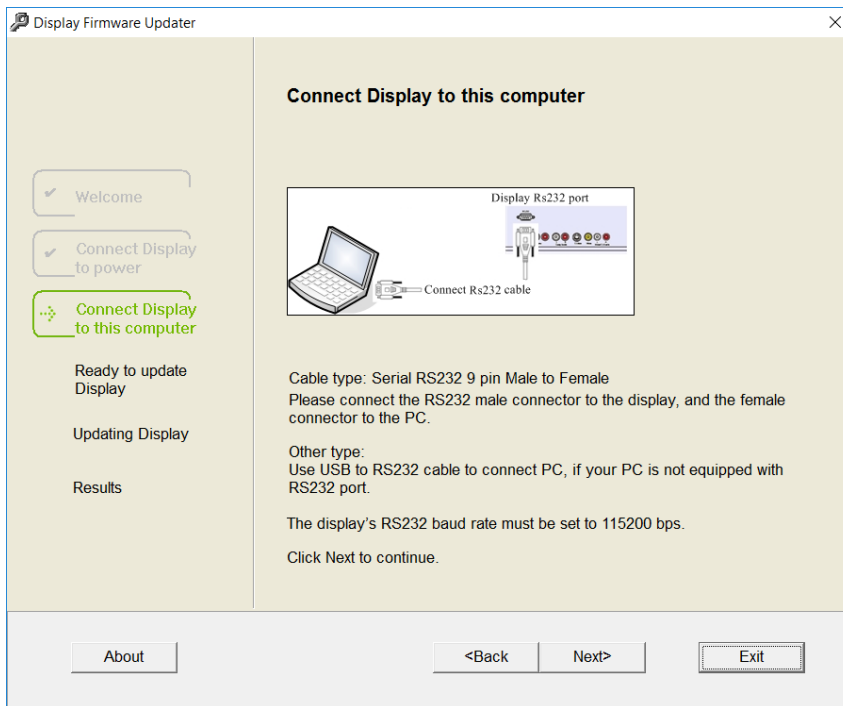 Display Firmware Updater
Connect Display to this computer
Welcome
Connect Display
to power
Connect Display
to this computer
Ready to update
Display
Updating Display
Results
Display Rs232 port
Connect Rs232 cable
Cable type: Serial RS232 9 pin Male to Female
Please connect the RS232 male connector to the display, and the female
connector to the PC.
Other type:
Use USB to RS232 cable to connect PC, if your PC is not equipped with
RS232 port.
The display's RS232 baud rate must be set to 115200 bps.
Click Next to continue.
About
<Back
Next>
Exit